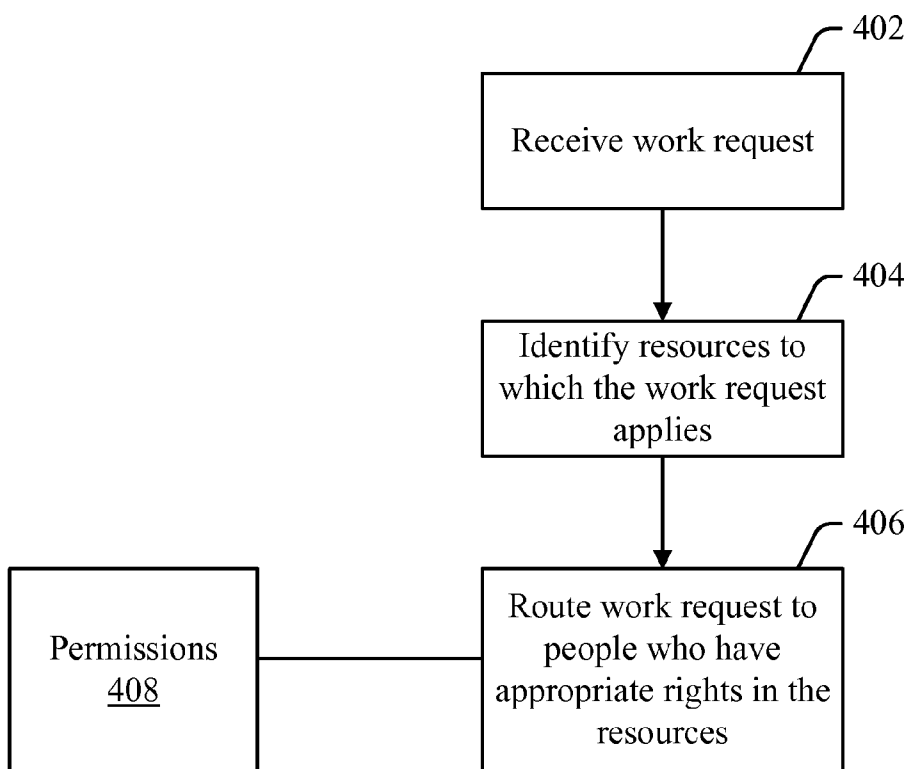 402
Receive work request
404
Identify resources to
which the work request
applies
406
Route work request to
people who have
appropriate rights in the
resources
Permissions
408